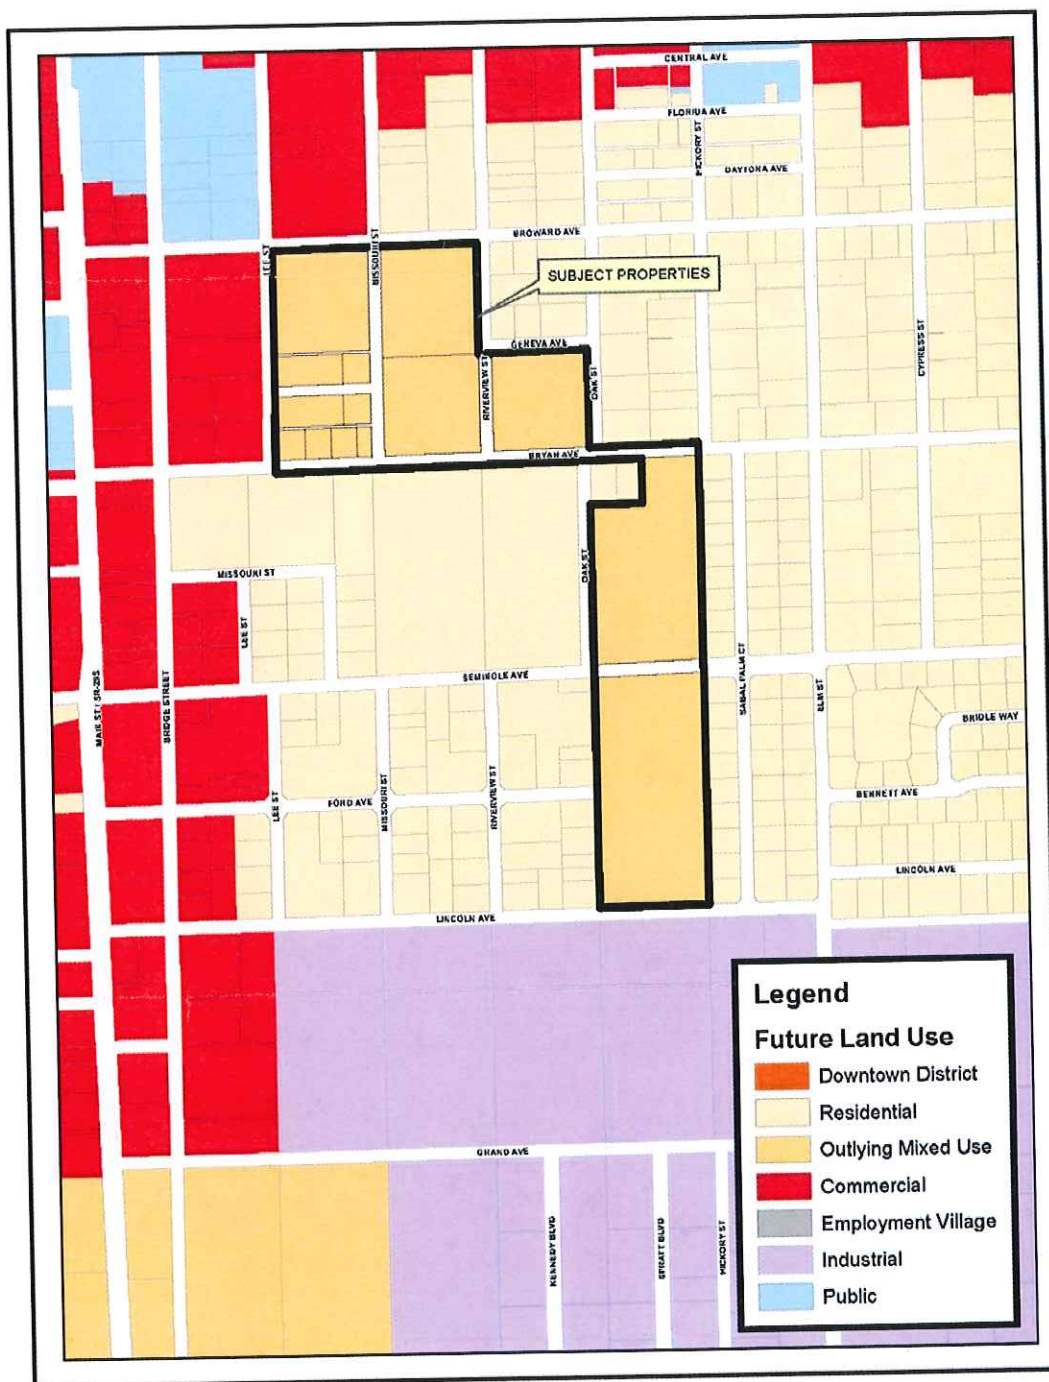 CENTRAL AVE
FLORIDA AVE
HICKORY ST
DAYTONA AVE
BROWARD AVE
LEE ST
MISSOURI ST
SUBJECT PROPERTIES
GENEVA AVE
CYPRESS ST
RIVERVIEW ST
OAK ST
BRYAN AVE
OAK ST
MISSOURI ST
LEE ST
SEMINOLE AVE
MAIN ST / SR-29S
BRIDGE STREET
SABAL PALM CT
ELM ST
BRIDLE WAY
LEE ST
FORD AVE
MISSOURI ST
RIVERVIEW ST
BENNETT AVE
LINCOLN AVE
LINCOLN AVE
GRAND AVE
KENNEDY BLVD
SPRATT BLVD
HICKORY ST
Legend
Future Land Use
Downtown District
Residential
Outlying Mixed Use
Commercial
Employment Village
Industrial
Public